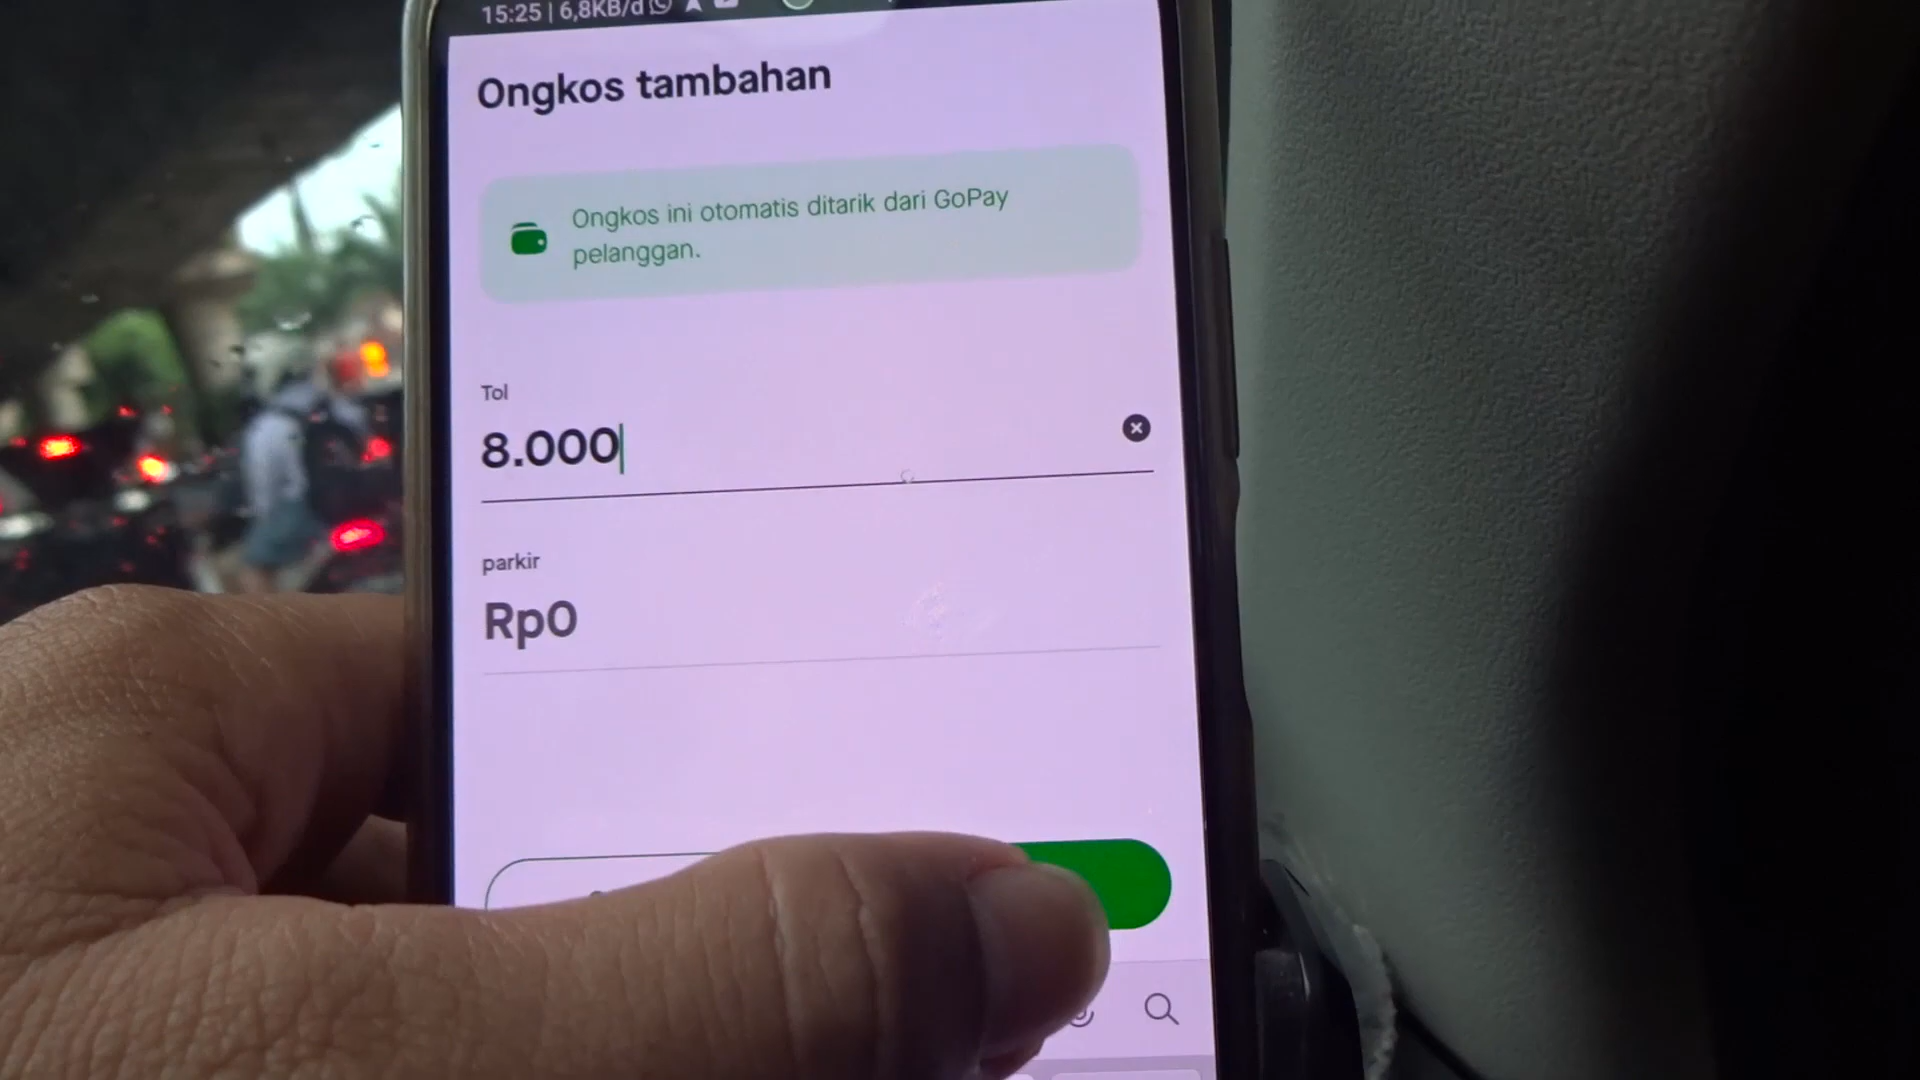 15:25 | 6,8KB/d
Ongkos tambahan
Ongkos ini otomatis ditarik dari GoPay
pelanggan.
Tol
8.000
parkir
Rp0